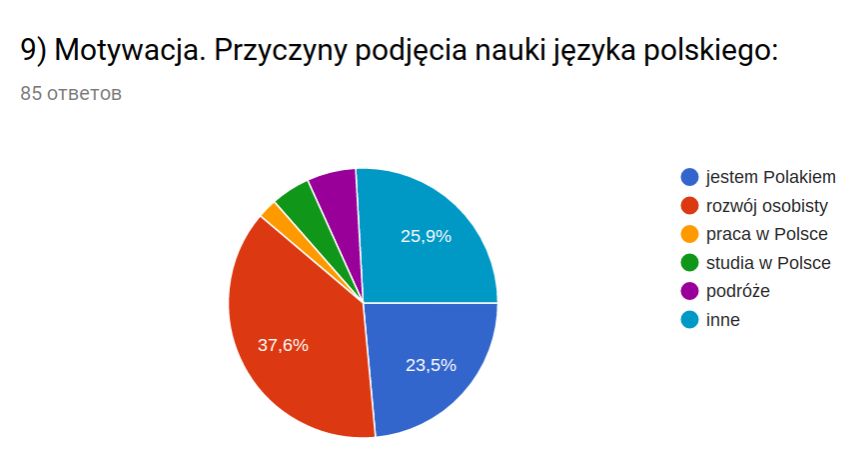 9) Motywacja. Przyczyny podjęcia nauki języka polskiego:
85 ответов
25,9%
37,6%
23,5%
jestem Polakiem
rozwój osobisty
praca w Polsce
studia w Polsce
podróże
inne